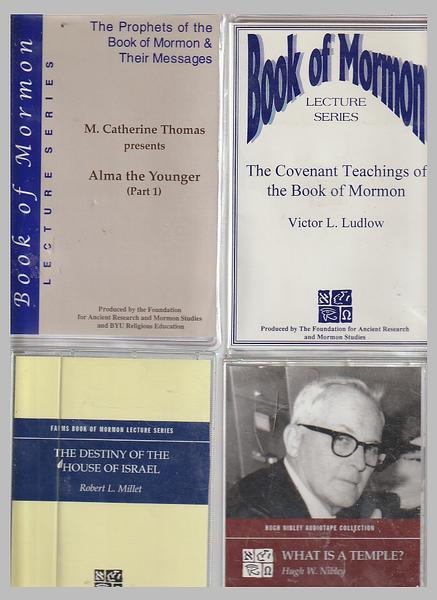 Book of Mormon
LECTURE SERIES
The Prophets of the
Book of Mormon &
Their Messages
M. Catherine Thomas
presents
Alma the Younger
(Part 1)
Produced by the Foundation
for Ancient Research and Mormon Studies
and BYU Religious Education
Book of Mormon
LECTURE
SERIES
The Covenant Teachings of
the Book of Mormon
Victor L. Ludlow
Produced by The Foundation for Ancient Research
and Mormon Studies
FARMS BOOK OF MORMON LECTURE SERIES
THE DESTINY OF THE
HOUSE OF ISRAEL
Robert L. Millet
HUGH NIBLEY AUDIOTAPE COLLECTION
WHAT IS A TEMPLE?
Hugh W. Nibley